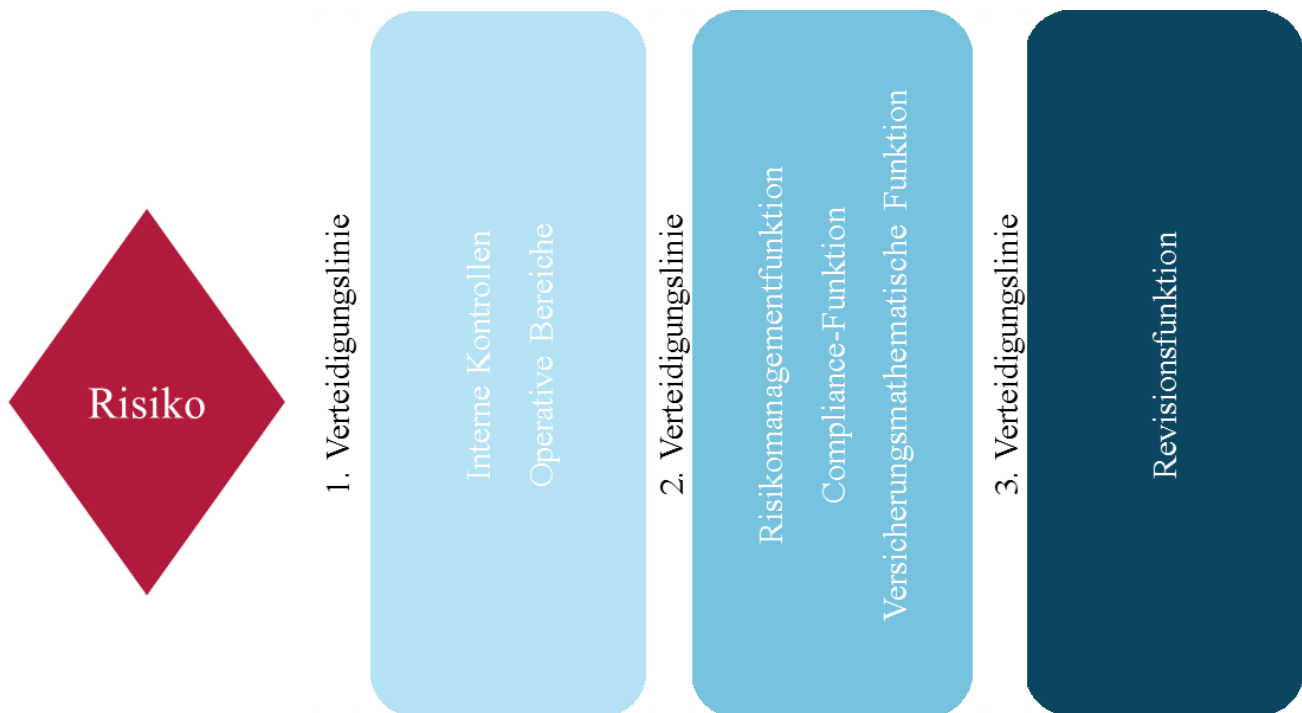 Risiko
1. Verteidigungslinie
Interne Kontrollen
Operative Bereiche
2. Verteidigungslinie
Risikomanagementfunktion
Compliance-Funktion
Versicherungsmathematische Funktion
3. Verteidigungslinie
Revisionsfunktion